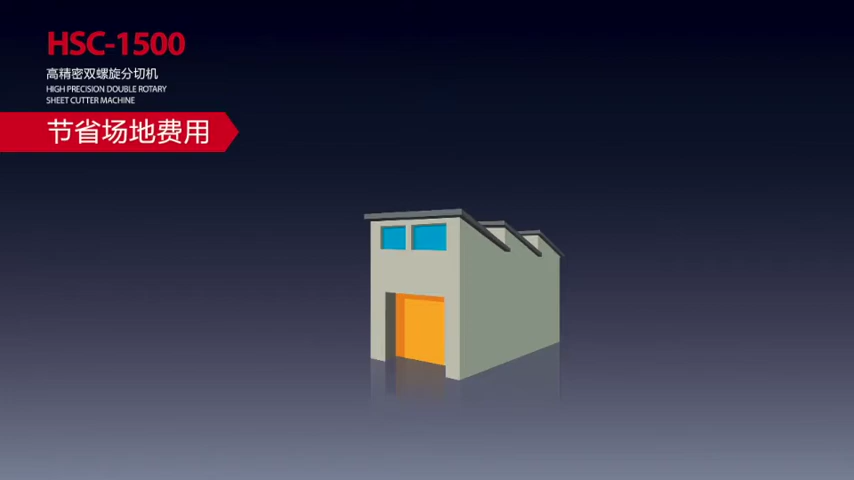 HSC-1500
高精密双螺旋分切机
HIGH PRECISION DOUBLE ROTARY
SHEET CUTTER MACHINE
节省场地费用